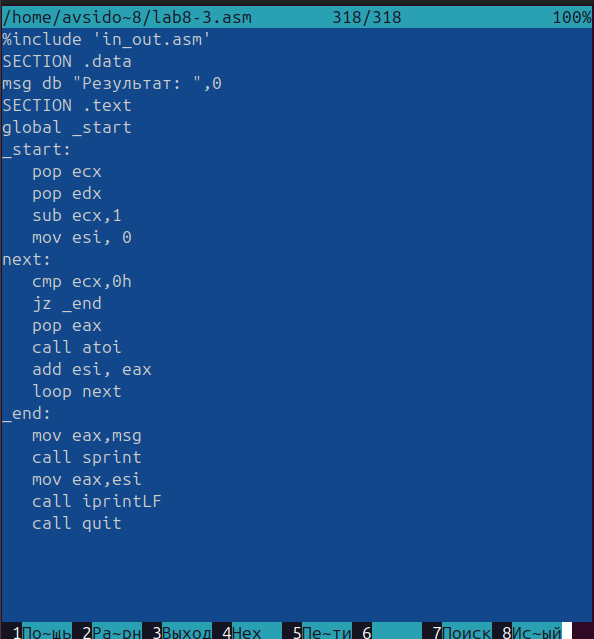 /home/avsido~8/lab8-3.asm 318/318 100%
%include 'in_out.asm'
SECTION .data
msg db "Результат: ",0
SECTION .text
global _start
_start:
pop ecx
pop edx
sub ecx,1
mov esi, 0
next:
cmp ecx,0h
jz _end
pop eax
call atoi
add esi, eax
loop next
_end:
mov eax,msg
call sprint
mov eax,esi
call iprintLF
call quit
1По~щь 2Ра~рн 3Выход 4Hex 5Пе~ти 6 7Поиск 8Ис~ый